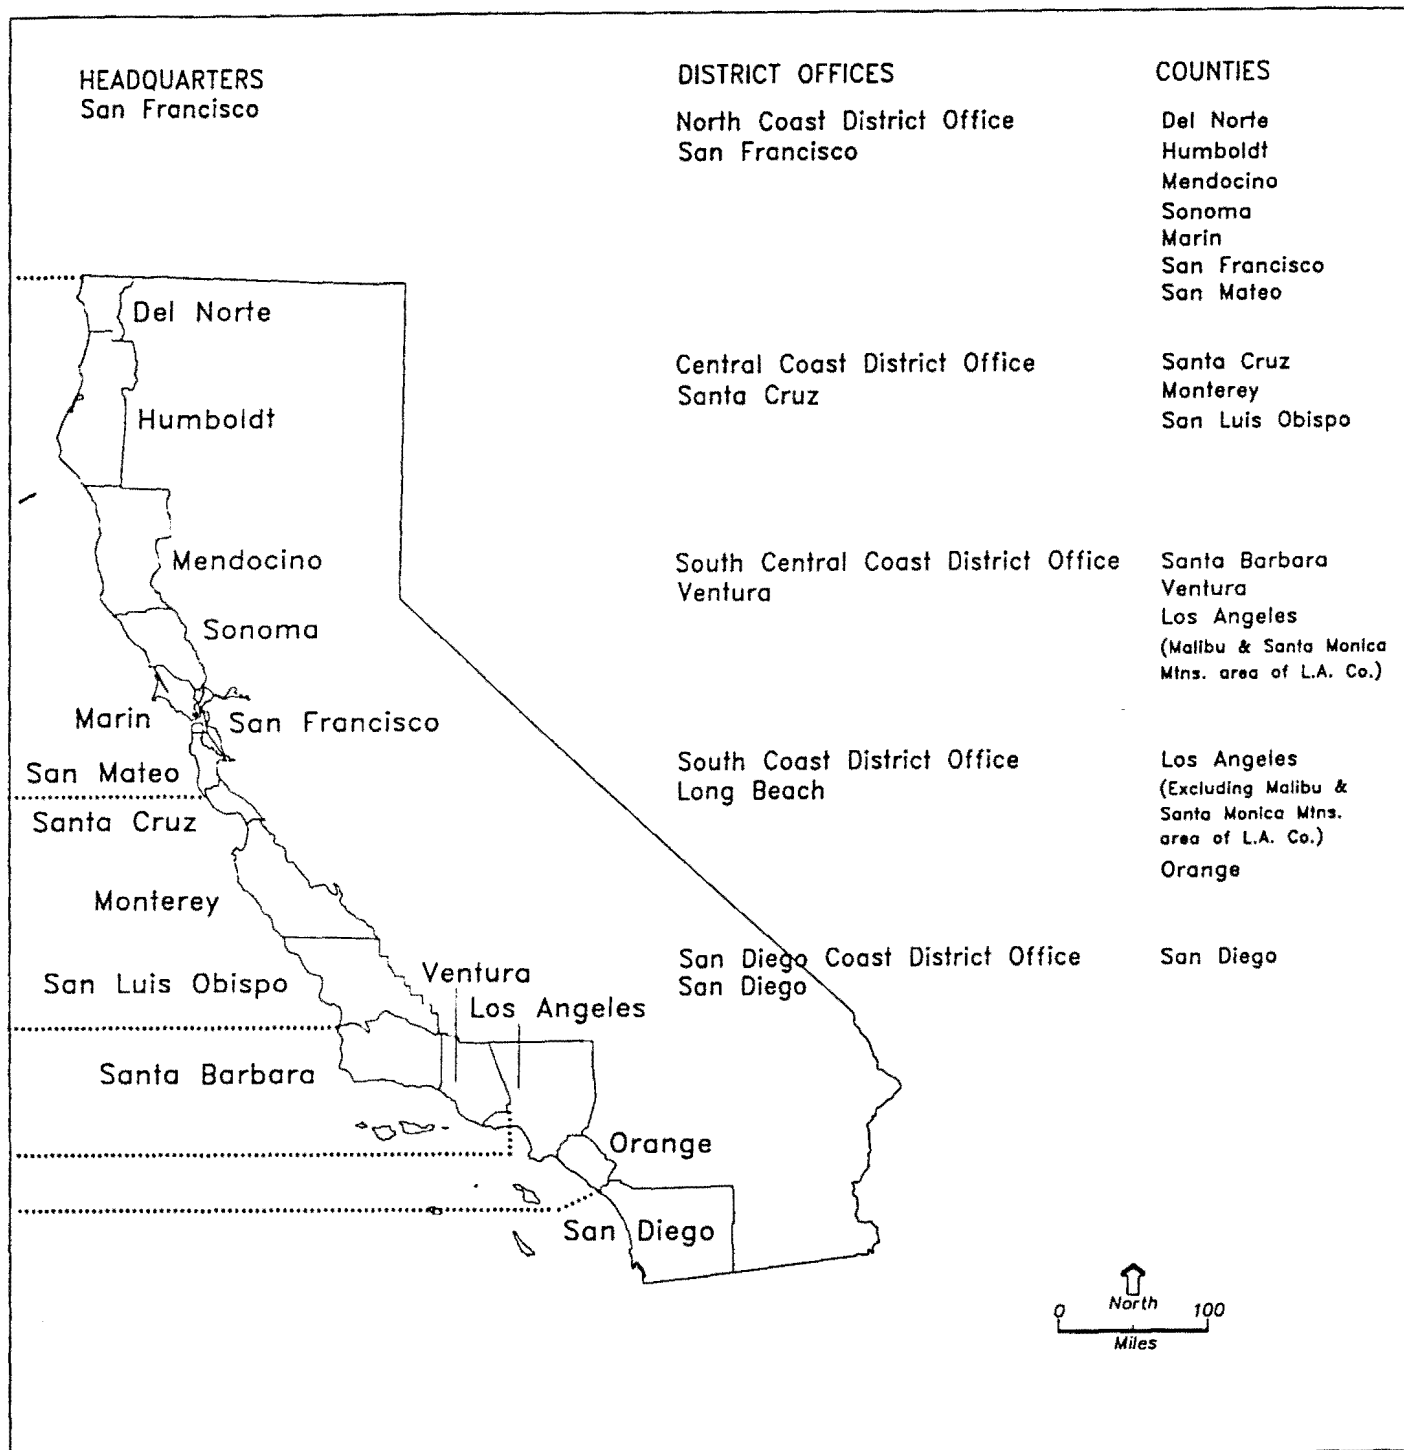 HEADQUARTERS
San Francisco
DISTRICT OFFICES
North Coast District Office
San Francisco
Central Coast District Office
Santa Cruz
South Central Coast District Office
Ventura
South Coast District Office
Long Beach
San Diego Coast District Office
San Diego
COUNTIES
Del Norte
Humboldt
Mendocino
Sonoma
Marin
San Francisco
San Mateo
Santa Cruz
Monterey
San Luis Obispo
Santa Barbara
Ventura
Los Angeles
(Malibu & Santa Monica
Mtns. area of L.A. Co.)
Los Angeles
(Excluding Malibu &
Santa Monica Mtns.
area of L.A. Co.)
Orange
San Diego
Del Norte
Humboldt
Mendocino
Sonoma
Marin
San Francisco
San Mateo
Santa Cruz
Monterey
San Luis Obispo
Ventura
Los Angeles
Santa Barbara
Orange
San Diego
North
0 100
Miles